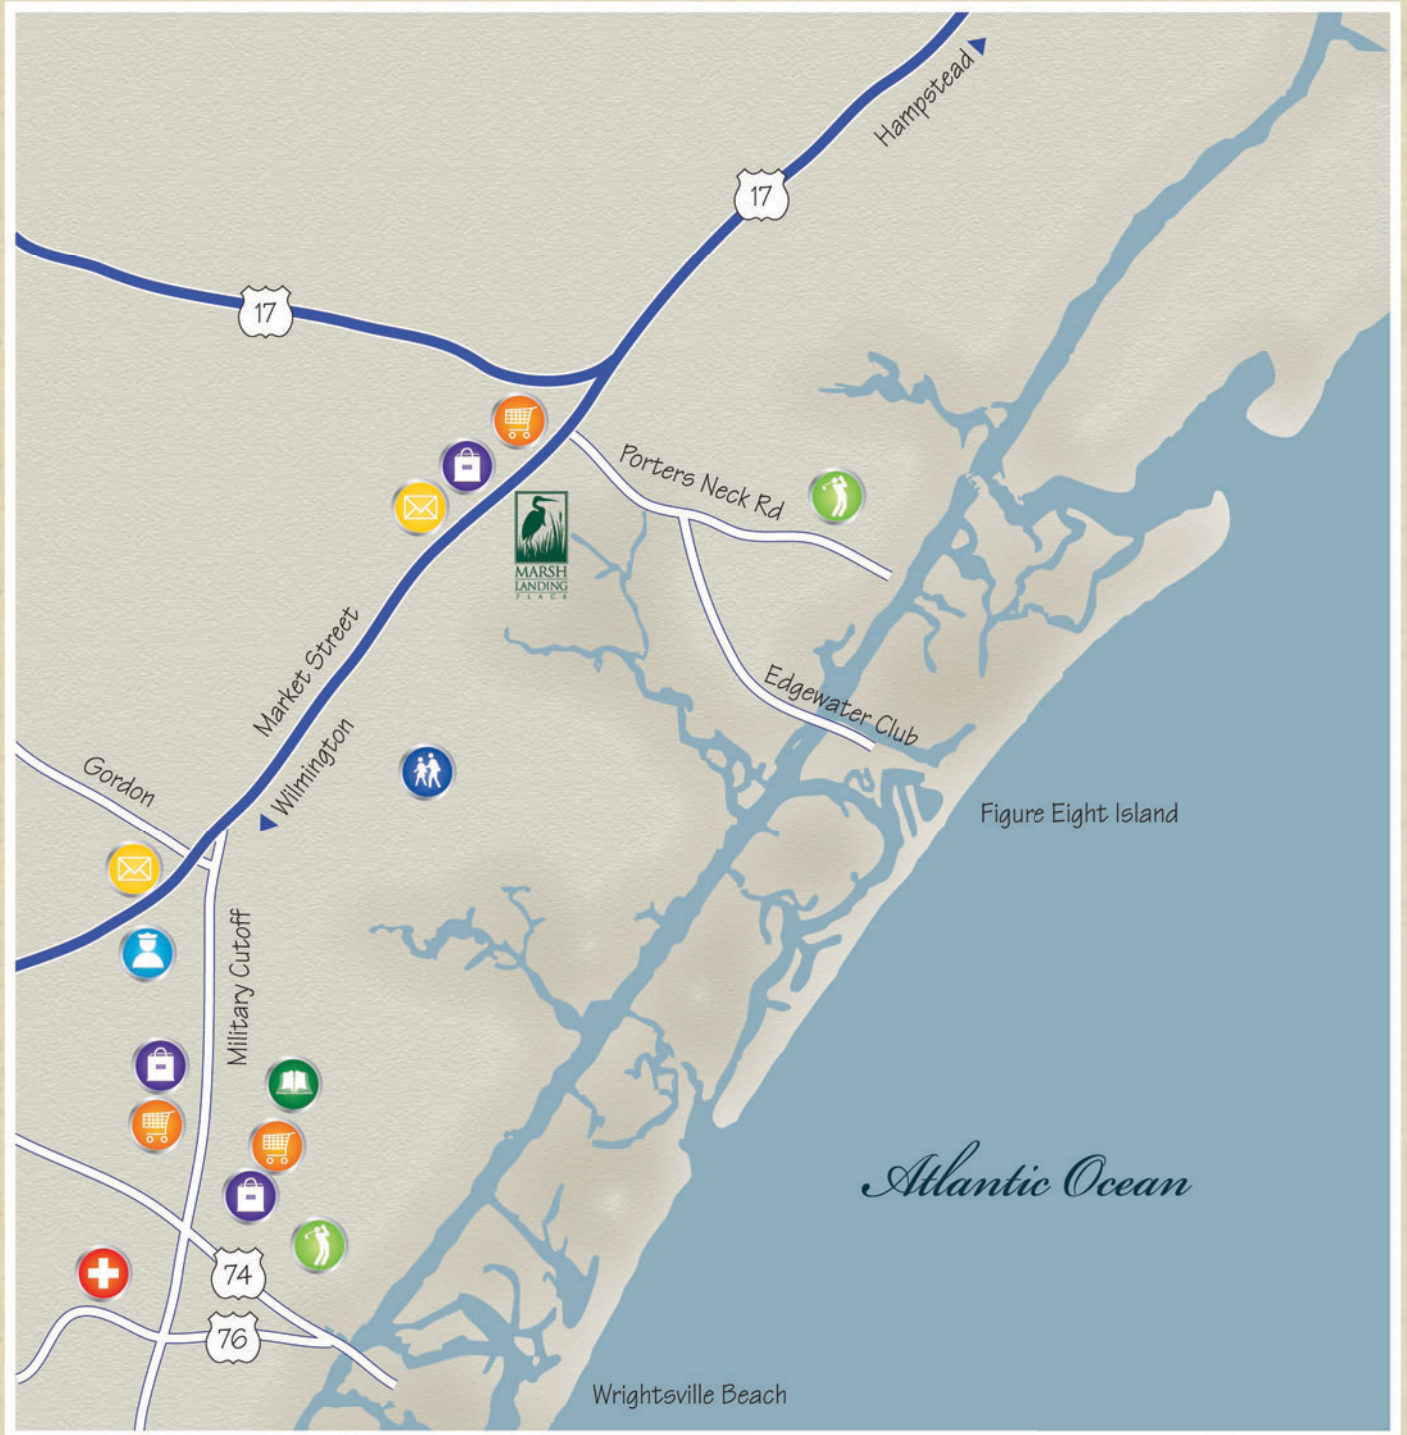 Hampstead
17
17
Porters Neck Rd
MARSH
LANDING
PLACE
Market Street
Edgewater Club
Wilmington
Gordon
Figure Eight Island
Military Cutoff
Atlantic Ocean
74
76
Wrightsville Beach